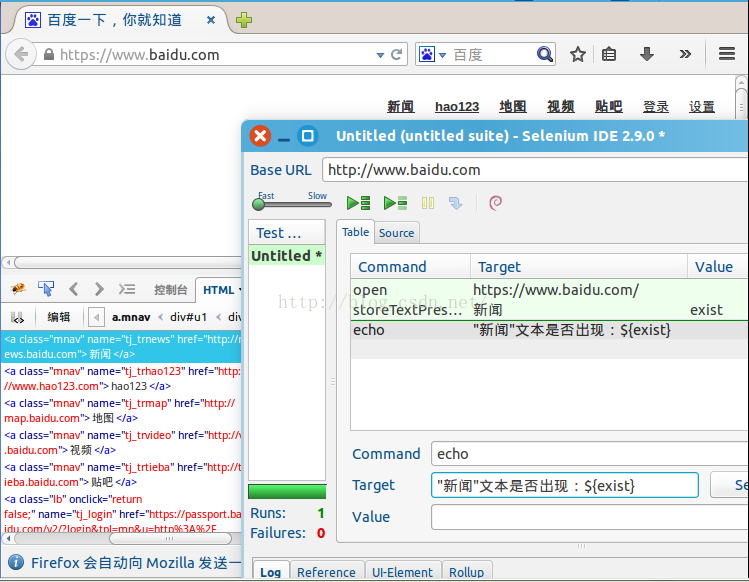 百度一下，你就知道
https://www.baidu.com
百度
新闻 hao123 地图 视频 贴吧 登录 设置
Untitled (untitled suite) - Selenium IDE 2.9.0 *
Base URL http://www.baidu.com
Fast Slow
Test ...
Table Source
Untitled *
Command Target Value
open https://www.baidu.com/
storeTextPres... 新闻 exist
echo "新闻"文本是否出现：${exist}
http://blog.csdn.net/
控制台 HTML
编辑 a.mnav < div#u1 < di
<a class="mnav" name="tj_trnews" href="http://n
ews.baidu.com">新闻</a>
<a class="mnav" name="tj_trhao123" href="http:
//www.hao123.com">hao123</a>
<a class="mnav" name="tj_trmap" href="http://
map.baidu.com">地图</a>
<a class="mnav" name="tj_trvideo" href="http://v
.baidu.com">视频</a>
<a class="mnav" name="tj_trtieba" href="http://t
ieba.baidu.com">贴吧</a>
<a class="lb" onclick="return
false;" name="tj_login" href="https://passport.ba
idu.com/v2/?login&tpl=mn&u=http%3A%2F
Command echo
Target "新闻"文本是否出现：${exist} Se
Value
Runs: 1
Failures: 0
Log Reference UI-Element Rollup
Firefox 会自动向 Mozilla 发送一